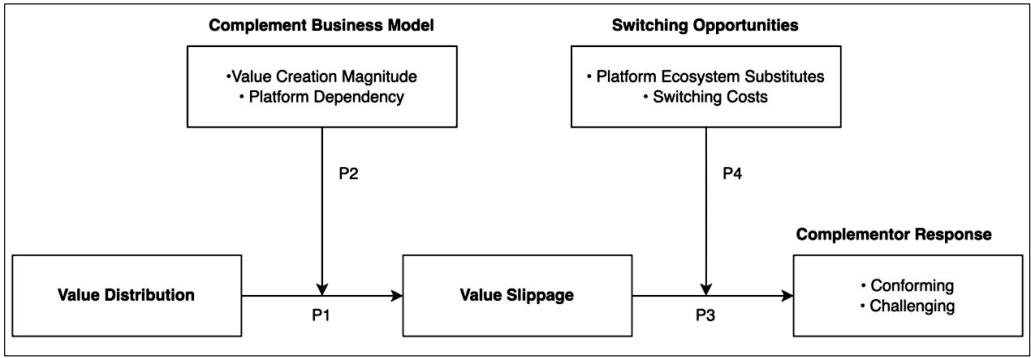 Complement Business Model
•Value Creation Magnitude
• Platform Dependency
Switching Opportunities
• Platform Ecosystem Substitutes
• Switching Costs
P2
P4
Value Distribution
P1
Value Slippage
P3
Complementor Response
• Conforming
• Challenging